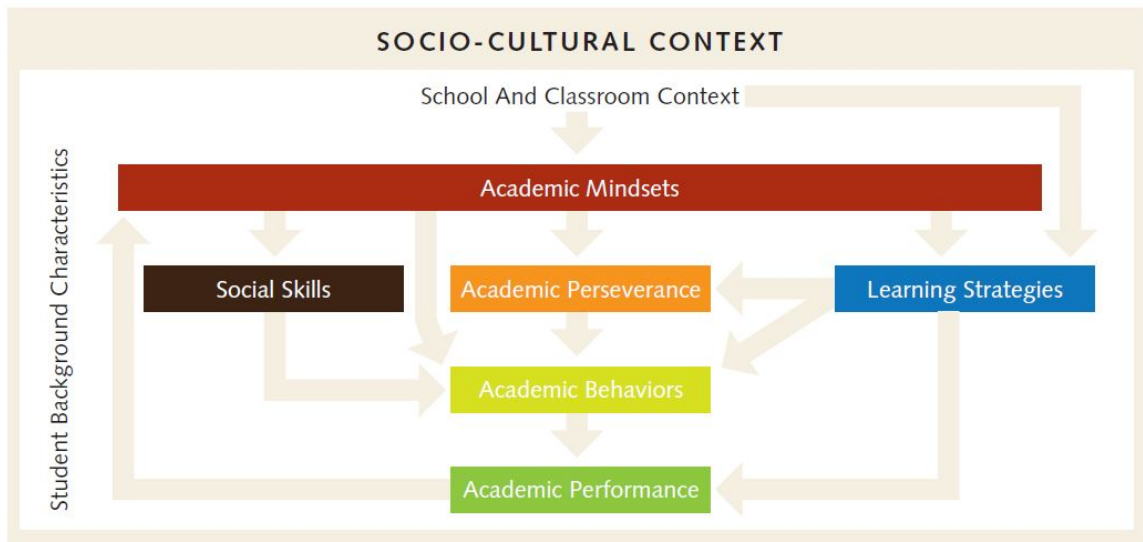 SOCIO-CULTURAL CONTEXT
School And Classroom Context
Student Background Characteristics
Academic Mindsets
Social Skills
Academic Perseverance
Learning Strategies
Academic Behaviors
Academic Performance